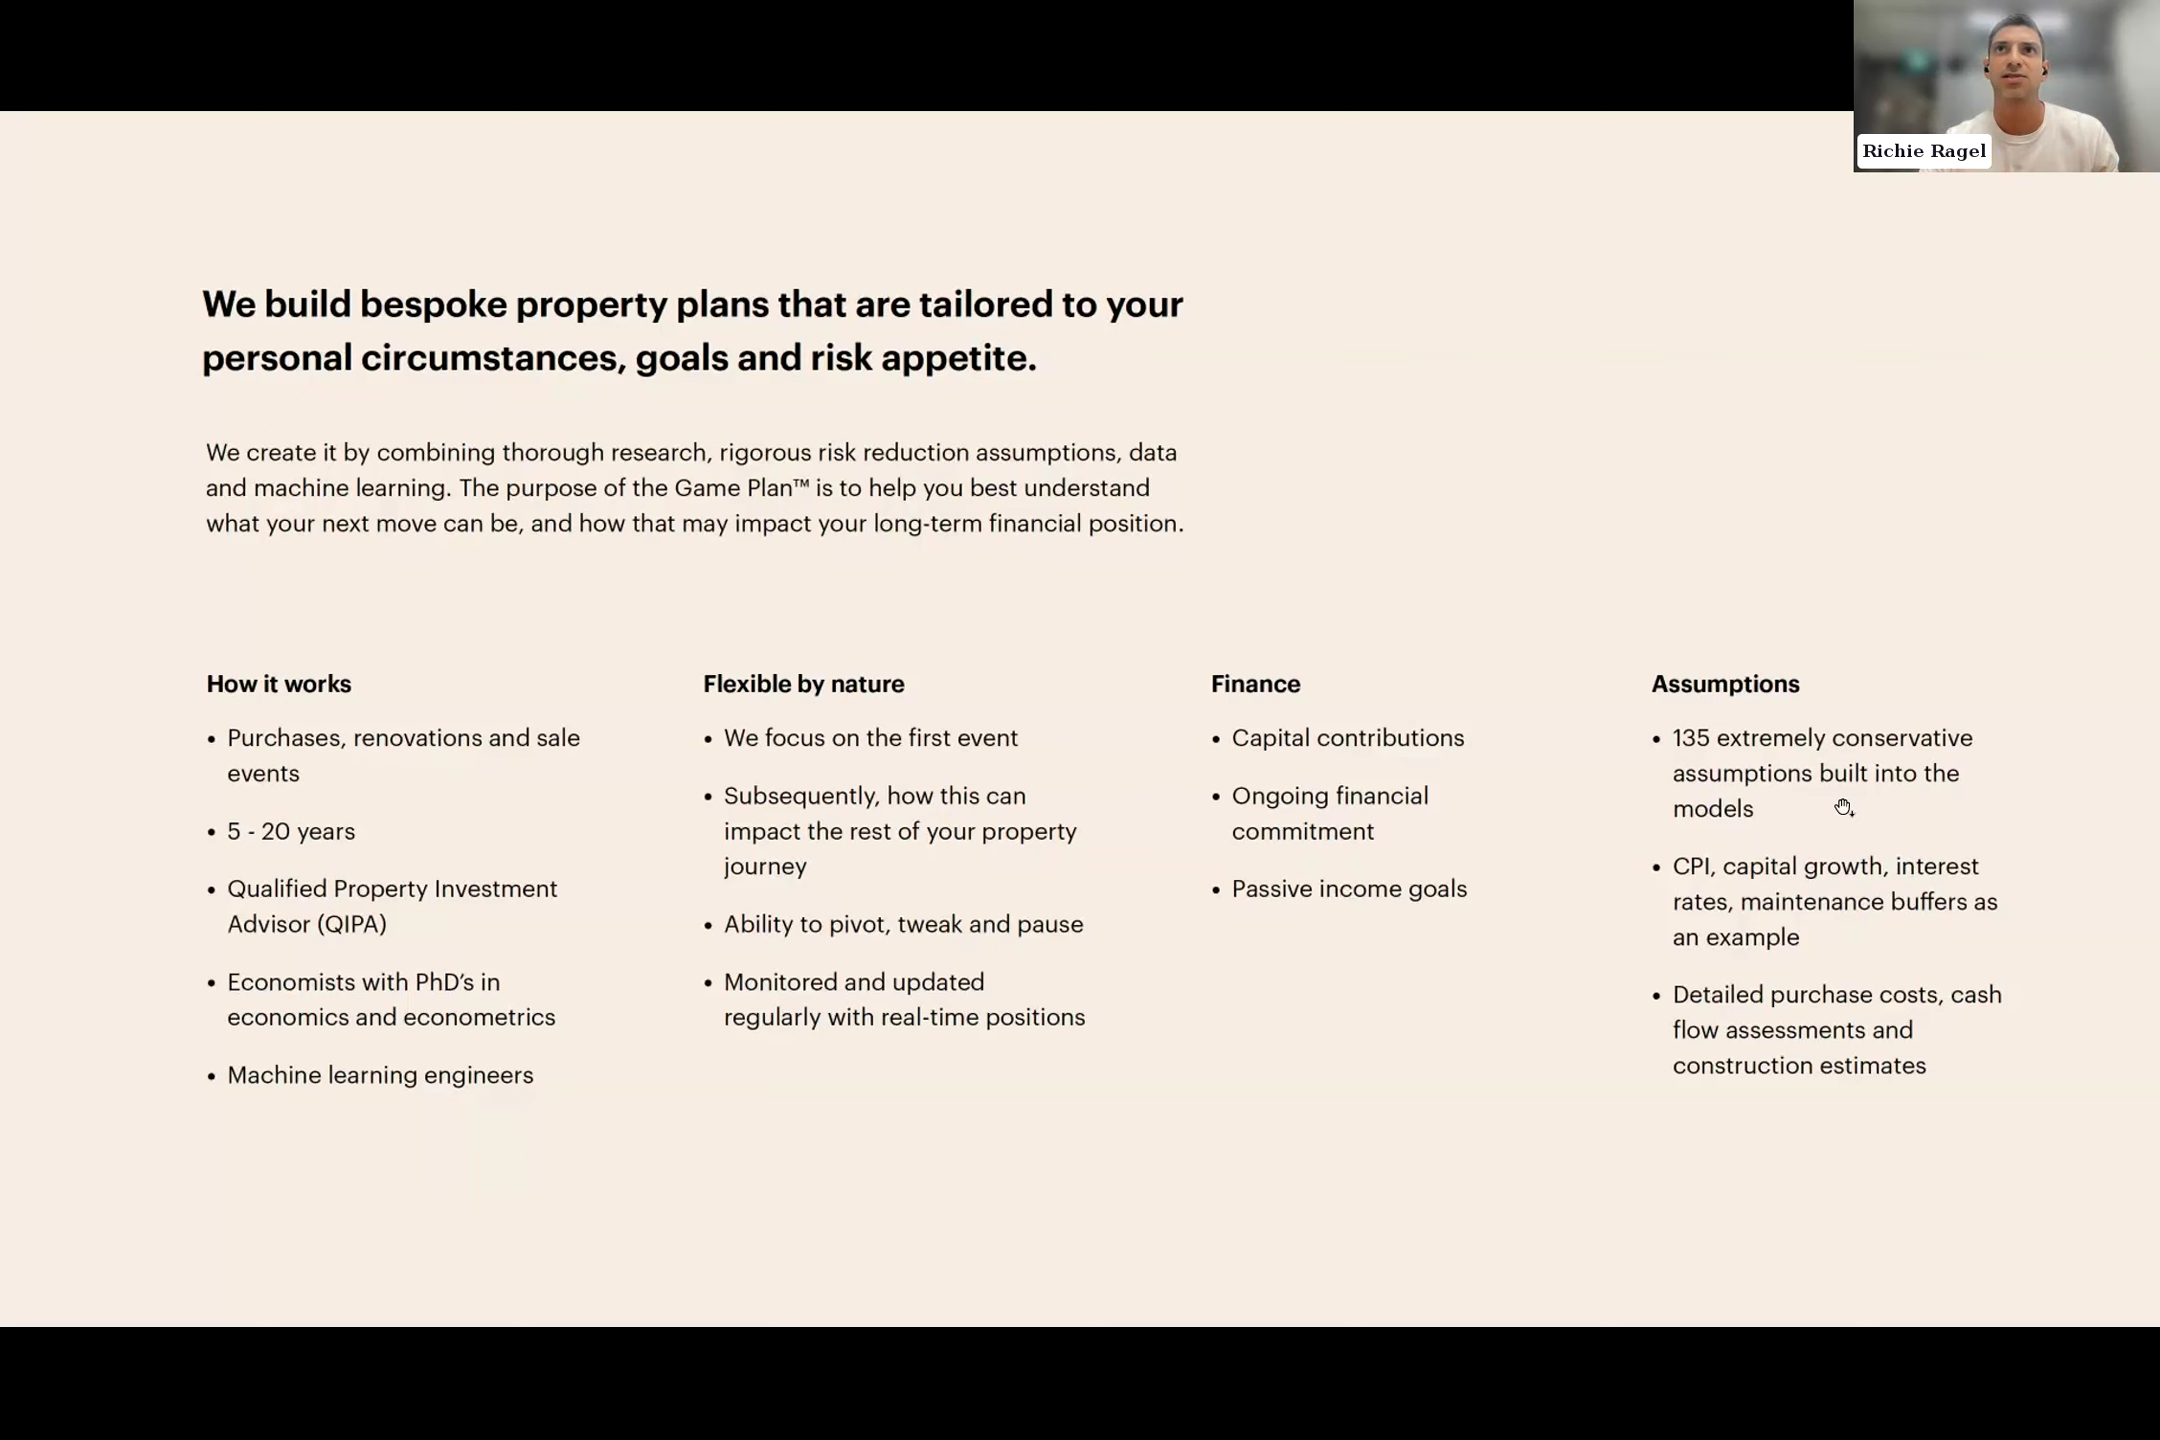 Richie Ragel
We build bespoke property plans that are tailored to your
personal circumstances, goals and risk appetite.
We create it by combining thorough research, rigorous risk reduction assumptions, data
and machine learning. The purpose of the Game Plan™ is to help you best understand
what your next move can be, and how that may impact your long-term financial position.
How it works
• Purchases, renovations and sale
events
• 5 - 20 years
• Qualified Property Investment
Advisor (QIPA)
• Economists with PhD’s in
economics and econometrics
• Machine learning engineers
Flexible by nature
• We focus on the first event
• Subsequently, how this can
impact the rest of your property
journey
• Ability to pivot, tweak and pause
• Monitored and updated
regularly with real-time positions
Finance
• Capital contributions
• Ongoing financial
commitment
• Passive income goals
Assumptions
• 135 extremely conservative
assumptions built into the
models
• CPI, capital growth, interest
rates, maintenance buffers as
an example
• Detailed purchase costs, cash
flow assessments and
construction estimates